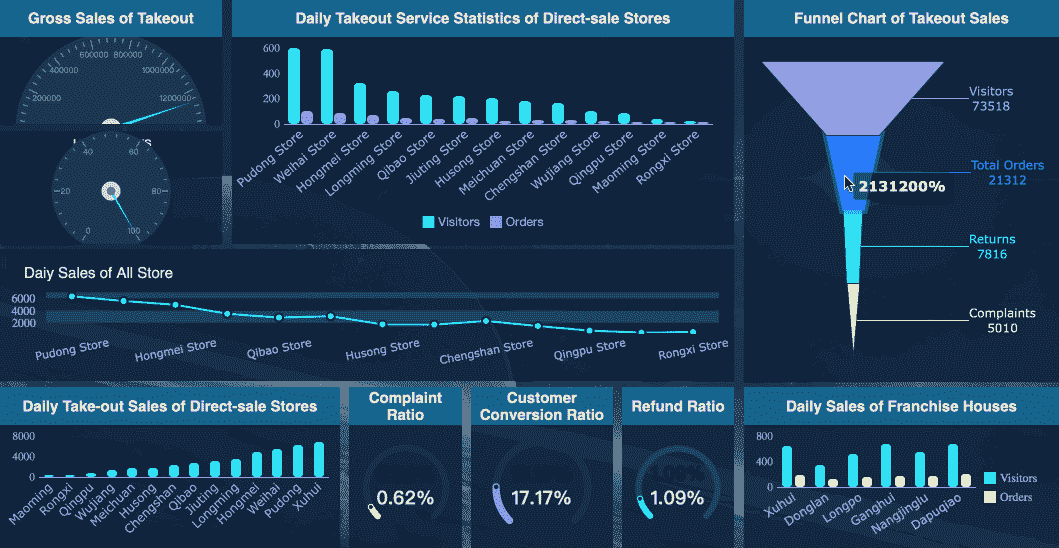 Gross Sales of Takeout
600000 800000
400000
1000000
200000
1200000
40
60
20
80
0
100
Daily Takeout Service Statistics of Direct-sale Stores
600
400
200
0
Pudong Store
Weihai Store
Hongmei Store
Longming Store
Qibao Store
Jiuting Store
Husong Store
Meichuan Store
Chengshan Store
Wujiang Store
Qingpu Store
Maoming Store
Rongxi Store
Visitors
Orders
Funnel Chart of Takeout Sales
Visitors
73518
Total Orders
21312
2131200%
Returns
7816
Complaints
5010
Daiy Sales of All Store
6000
4000
2000
Pudong Store
Hongmei Store
Qibao Store
Husong Store
Chengshan Store
Qingpu Store
Rongxi Store
Daily Take-out Sales of Direct-sale Stores
8000
4000
0
Maoming
Rongxi
Qingpu
Wujiang
Meichuan
Husong
Chengshan
Qibao
Jiuting
Longming
Hongmei
Weihai
Pudong
Xuhui
Complaint
Ratio
0.62%
Customer
Conversion Ratio
17.17%
Refund Ratio
1.09%
Daily Sales of Franchise Houses
800
400
0
Xuhui
Donglan
Longpo
Ganghui
Nangjinglu
Dapuqiao
Visitors
Orders